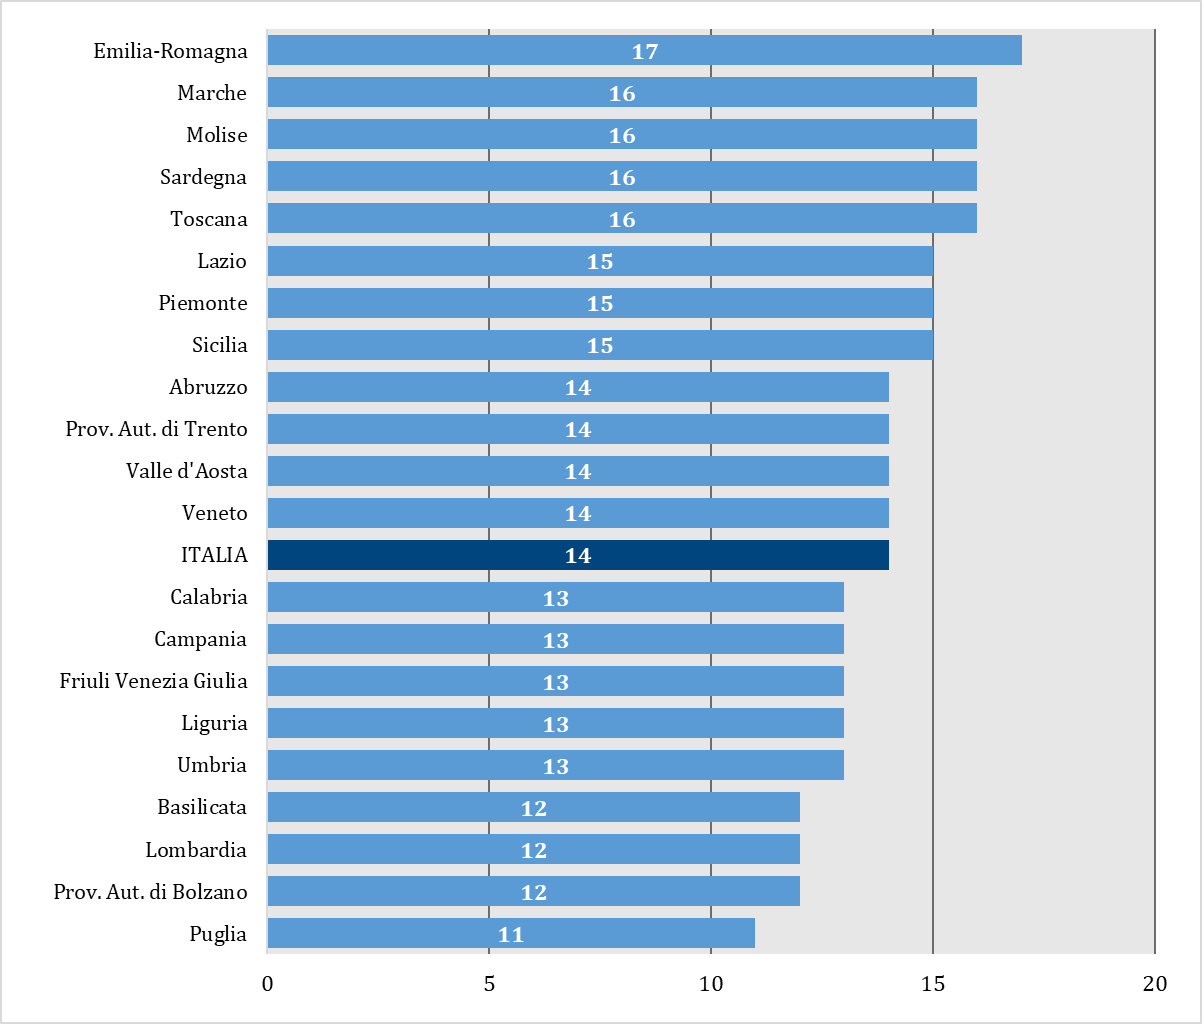 Emilia-Romagna 17
Marche 16
Molise 16
Sardegna 16
Toscana 16
Lazio 15
Piemonte 15
Sicilia 15
Abruzzo 14
Prov. Aut. di Trento 14
Valle d'Aosta 14
Veneto 14
ITALIA 14
Calabria 13
Campania 13
Friuli Venezia Giulia 13
Liguria 13
Umbria 13
Basilicata 12
Lombardia 12
Prov. Aut. di Bolzano 12
Puglia 11
0 5 10 15 20